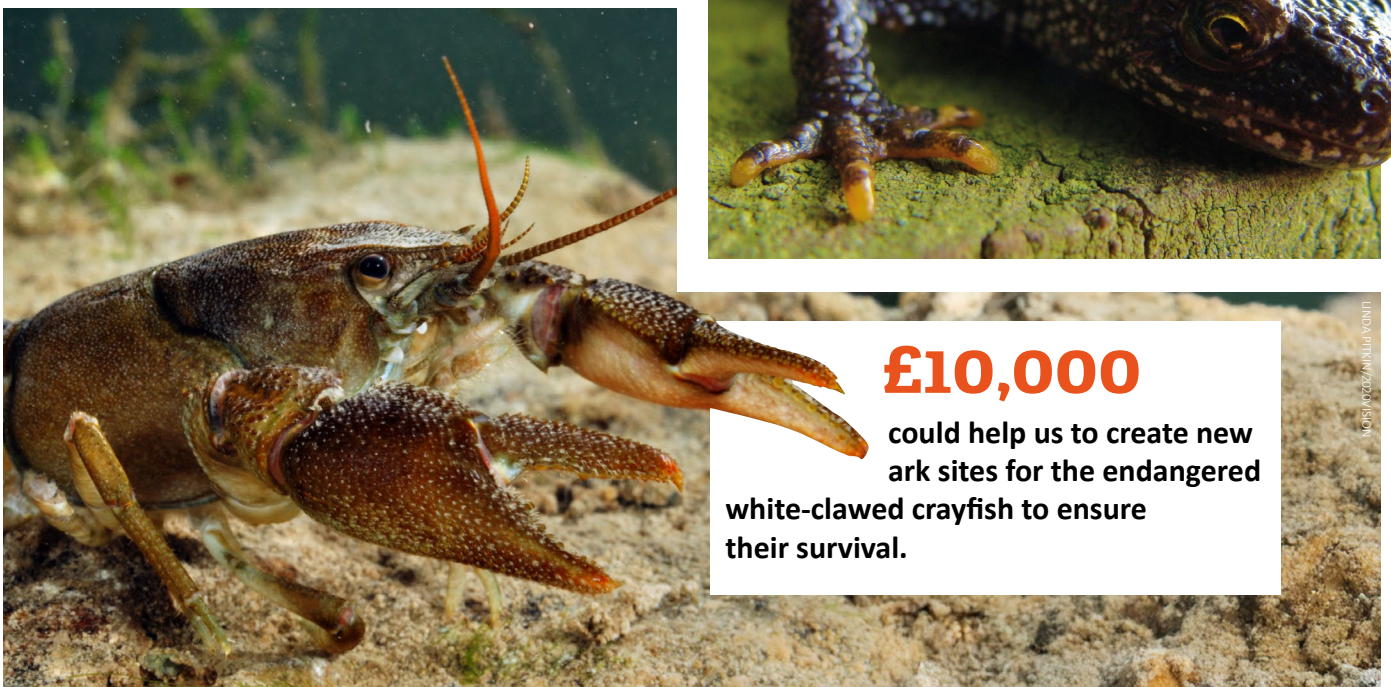 £10,000
could help us to create new
ark sites for the endangered
white-clawed crayfish to ensure
their survival.
LINDA PITKIN/2020VISION